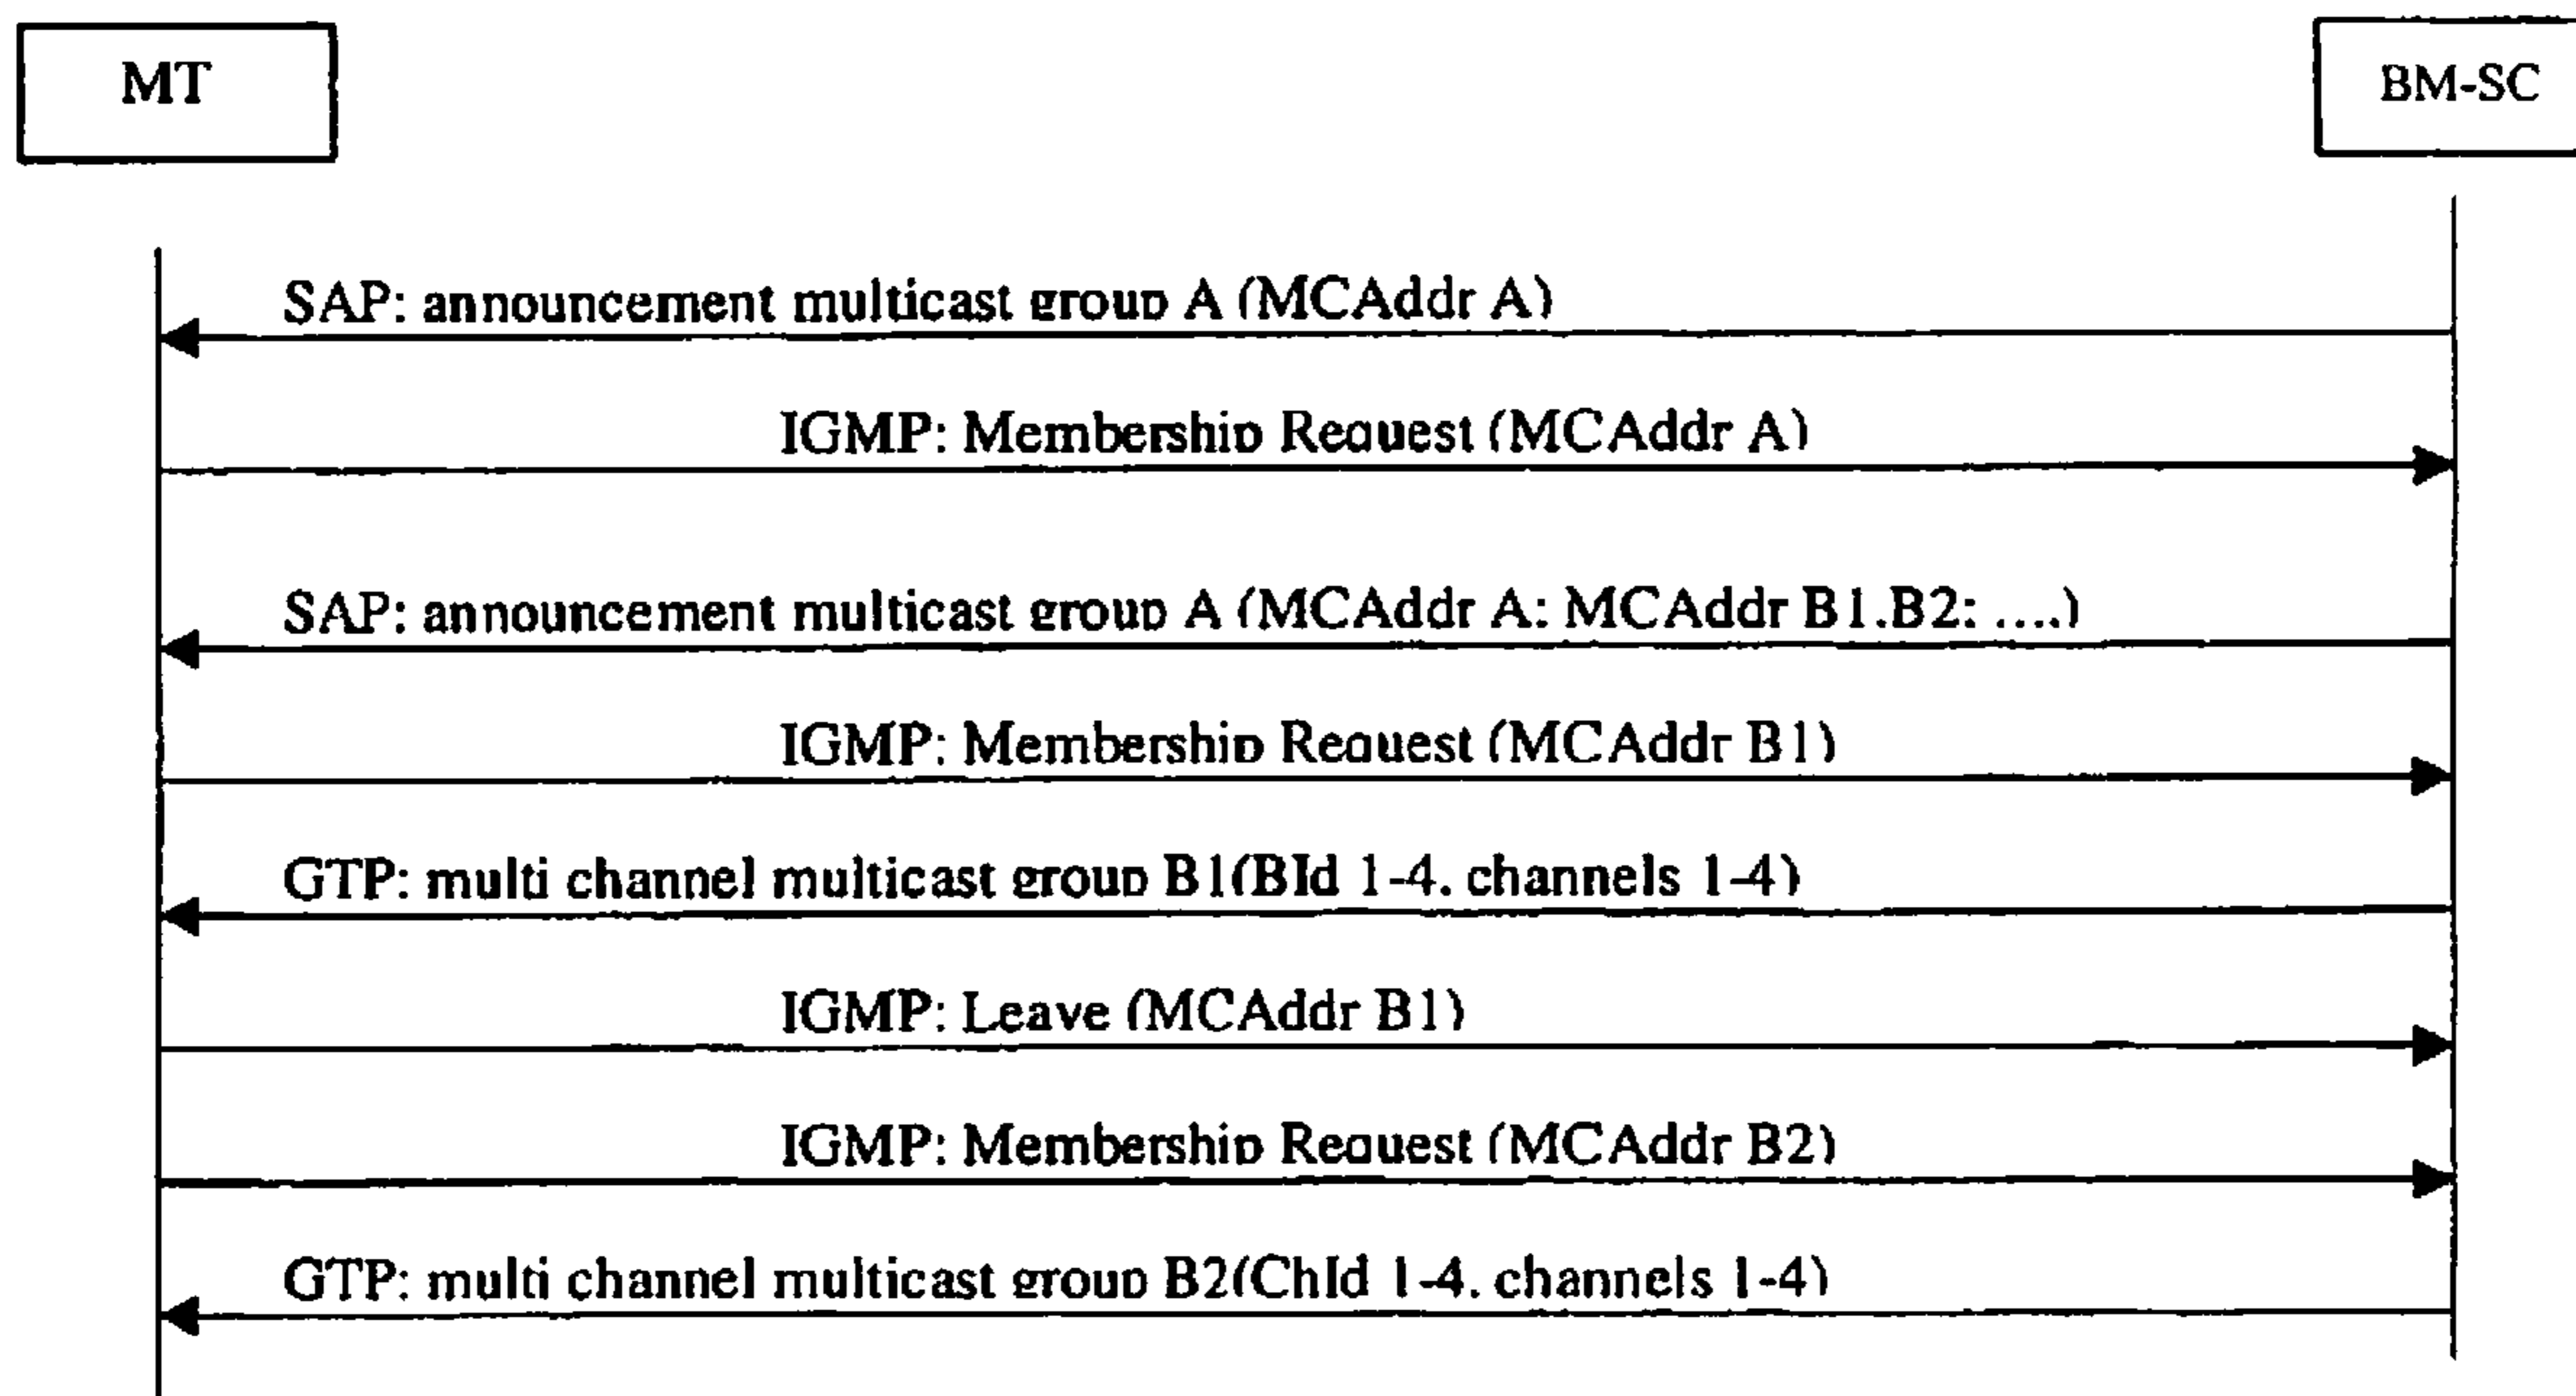 MT
BM-SC
SAP: announcement multicast group A (MCAddr A)
IGMP: Membership Request (MCAddr A)
SAP: announcement multicast group A (MCAddr A; MCAddr B1,B2; ....)
IGMP: Membership Request (MCAddr B1)
GTP: multi channel multicast group B1(BId 1-4, channels 1-4)
IGMP: Leave (MCAddr B1)
IGMP: Membership Request (MCAddr B2)
GTP: multi channel multicast group B2(ChId 1-4, channels 1-4)